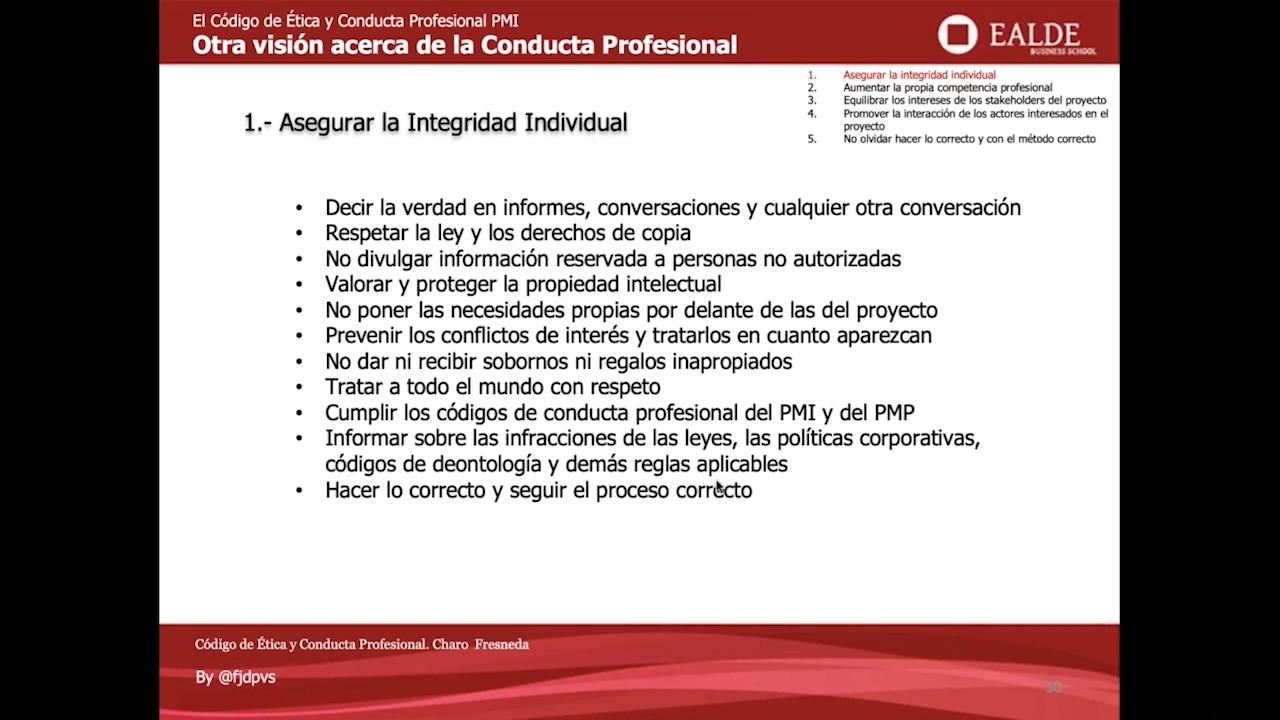 El Código de Ética y Conducta Profesional PMI
Otra visión acerca de la Conducta Profesional
EALDE
BUSINESS SCHOOL
1. Asegurar la integridad individual
2. Aumentar la propia competencia profesional
3. Equilibrar los intereses de los stakeholders del proyecto
4. Promover la interacción de los actores interesados en el
proyecto
5. No olvidar hacer lo correcto y con el método correcto
1.- Asegurar la Integridad Individual
• Decir la verdad en informes, conversaciones y cualquier otra conversación
• Respetar la ley y los derechos de copia
• No divulgar información reservada a personas no autorizadas
• Valorar y proteger la propiedad intelectual
• No poner las necesidades propias por delante de las del proyecto
• Prevenir los conflictos de interés y tratarlos en cuanto aparezcan
• No dar ni recibir sobornos ni regalos inapropiados
• Tratar a todo el mundo con respeto
• Cumplir los códigos de conducta profesional del PMI y del PMP
• Informar sobre las infracciones de las leyes, las políticas corporativas,
códigos de deontología y demás reglas aplicables
• Hacer lo correcto y seguir el proceso correcto
Código de Ética y Conducta Profesional. Charo Fresneda
By @fjdpvs
30